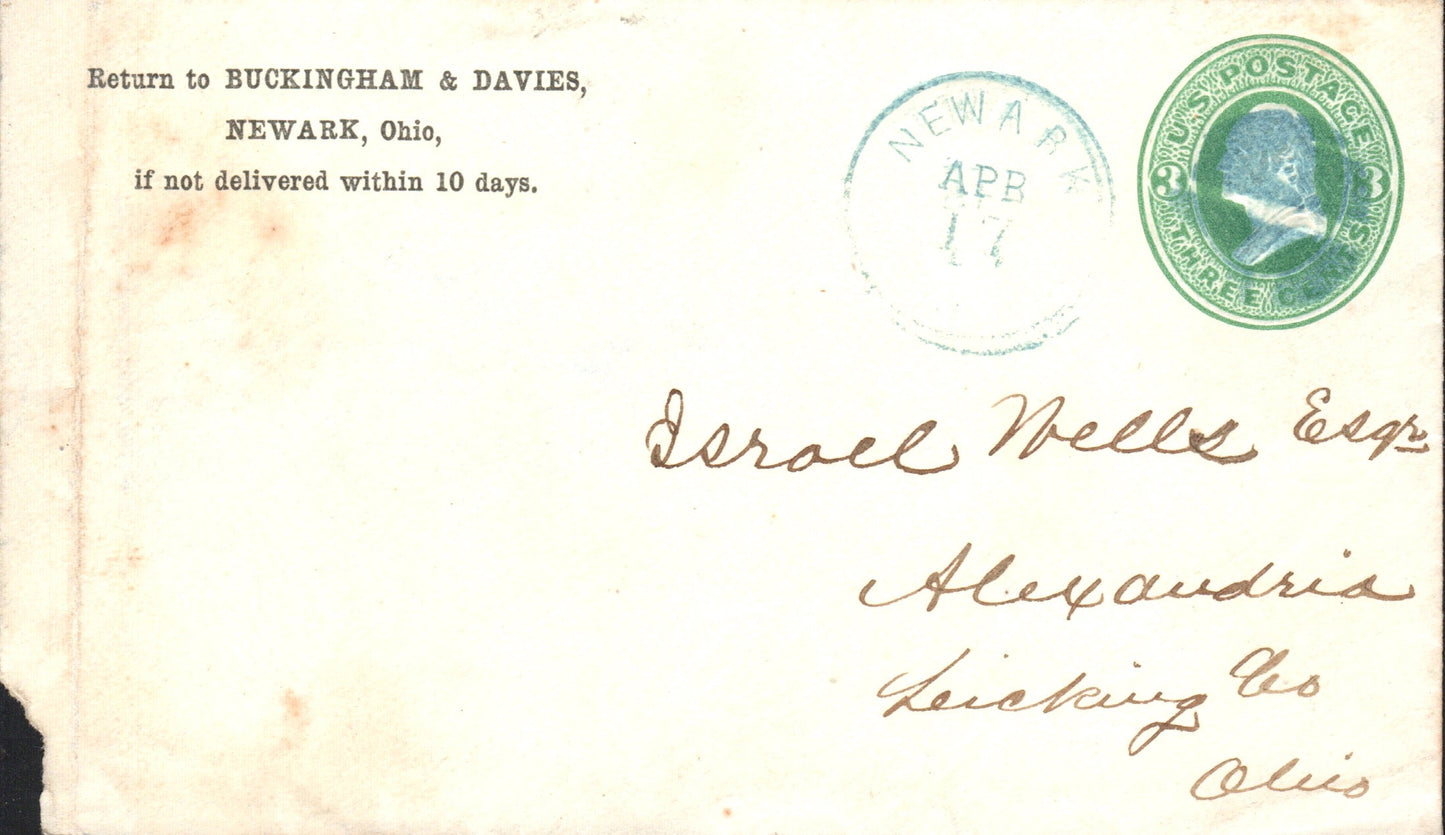 Return to BUCKINGHAM & DAVIES,
NEWARK, Ohio,
if not delivered within 10 days.
NEWARK
APR
17
U.S. POSTAGE
3 3
THREE CENTS
Israel Wells Esqr
Alexandria
Licking Co
Ohio